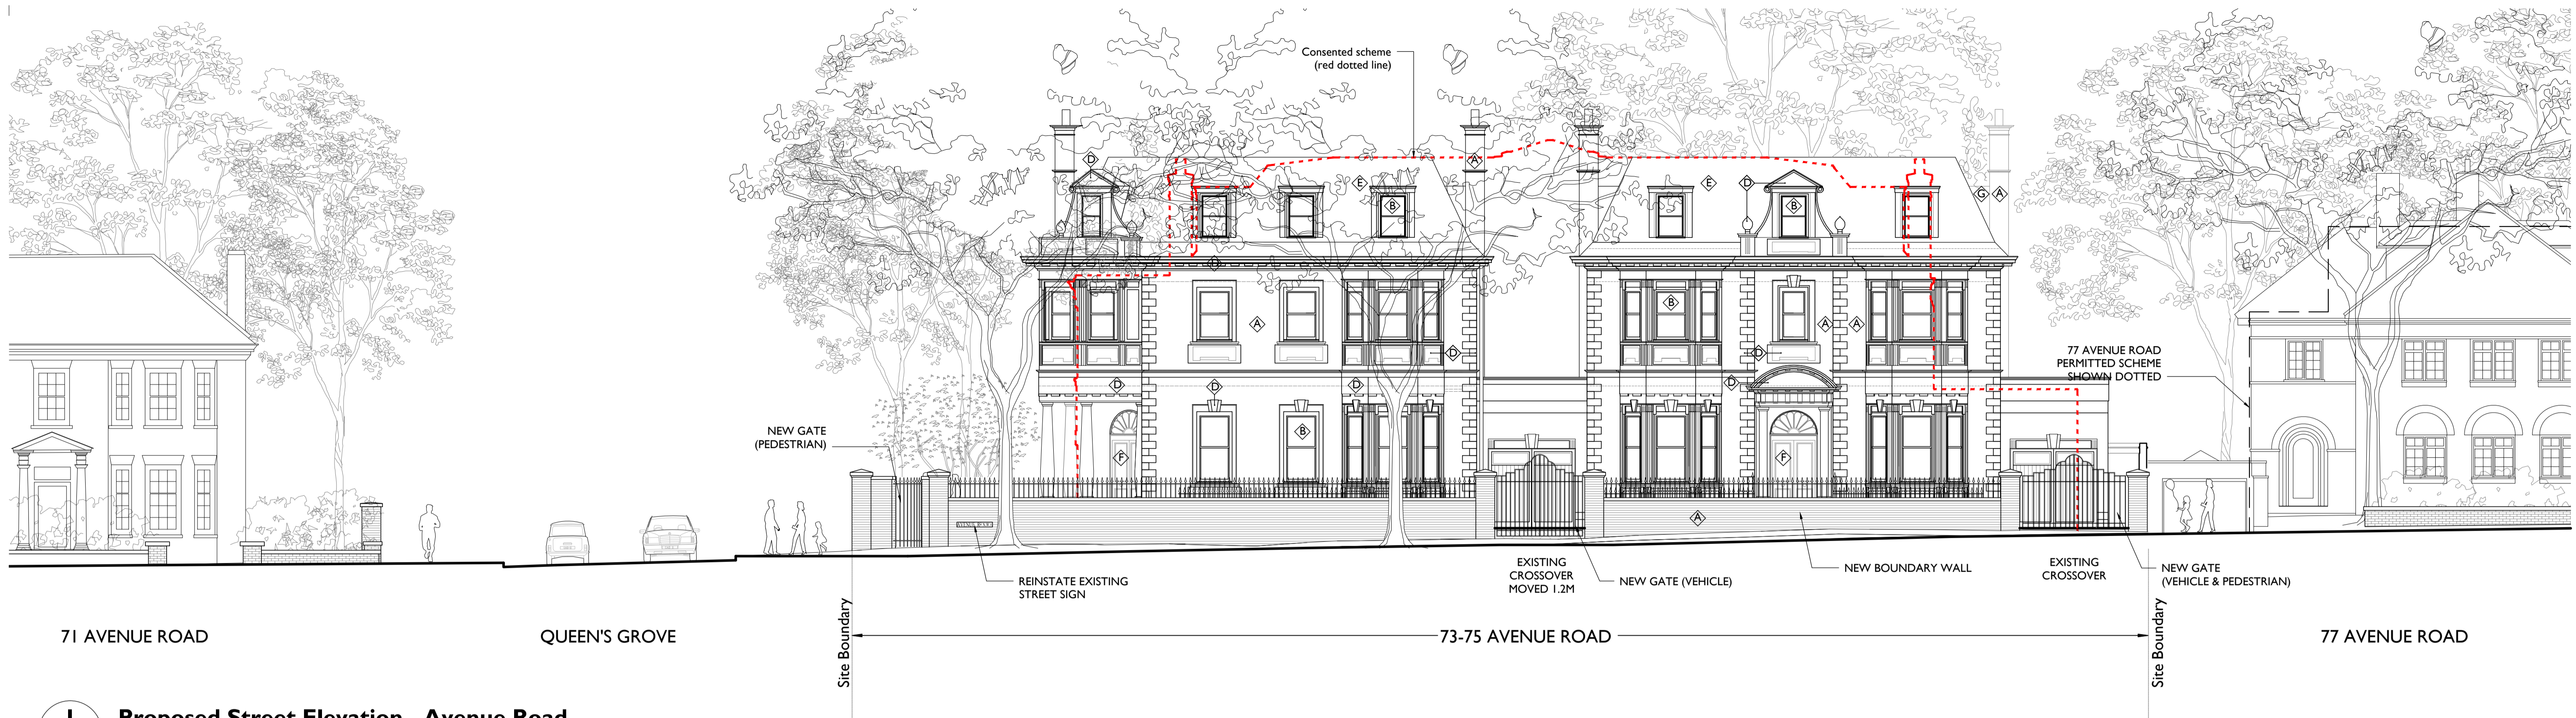 Consented scheme
(red dotted line)
D
A
E
E
D
G
A
B
B
D
B
A
A
A
D
D
77 AVENUE ROAD
PERMITTED SCHEME
SHOWN DOTTED
D
D
D
D
NEW GATE
(PEDESTRIAN)
B
F
F
A
AVENUE ROAD
EXISTING
CROSSOVER
MOVED 1.2M
NEW GATE (VEHICLE)
NEW BOUNDARY WALL
EXISTING
CROSSOVER
NEW GATE
(VEHICLE & PEDESTRIAN)
REINSTATE EXISTING
STREET SIGN
Site Boundary
Site Boundary
71 AVENUE ROAD
QUEEN'S GROVE
73-75 AVENUE ROAD
77 AVENUE ROAD
Proposed Street Elevation - Avenue Road